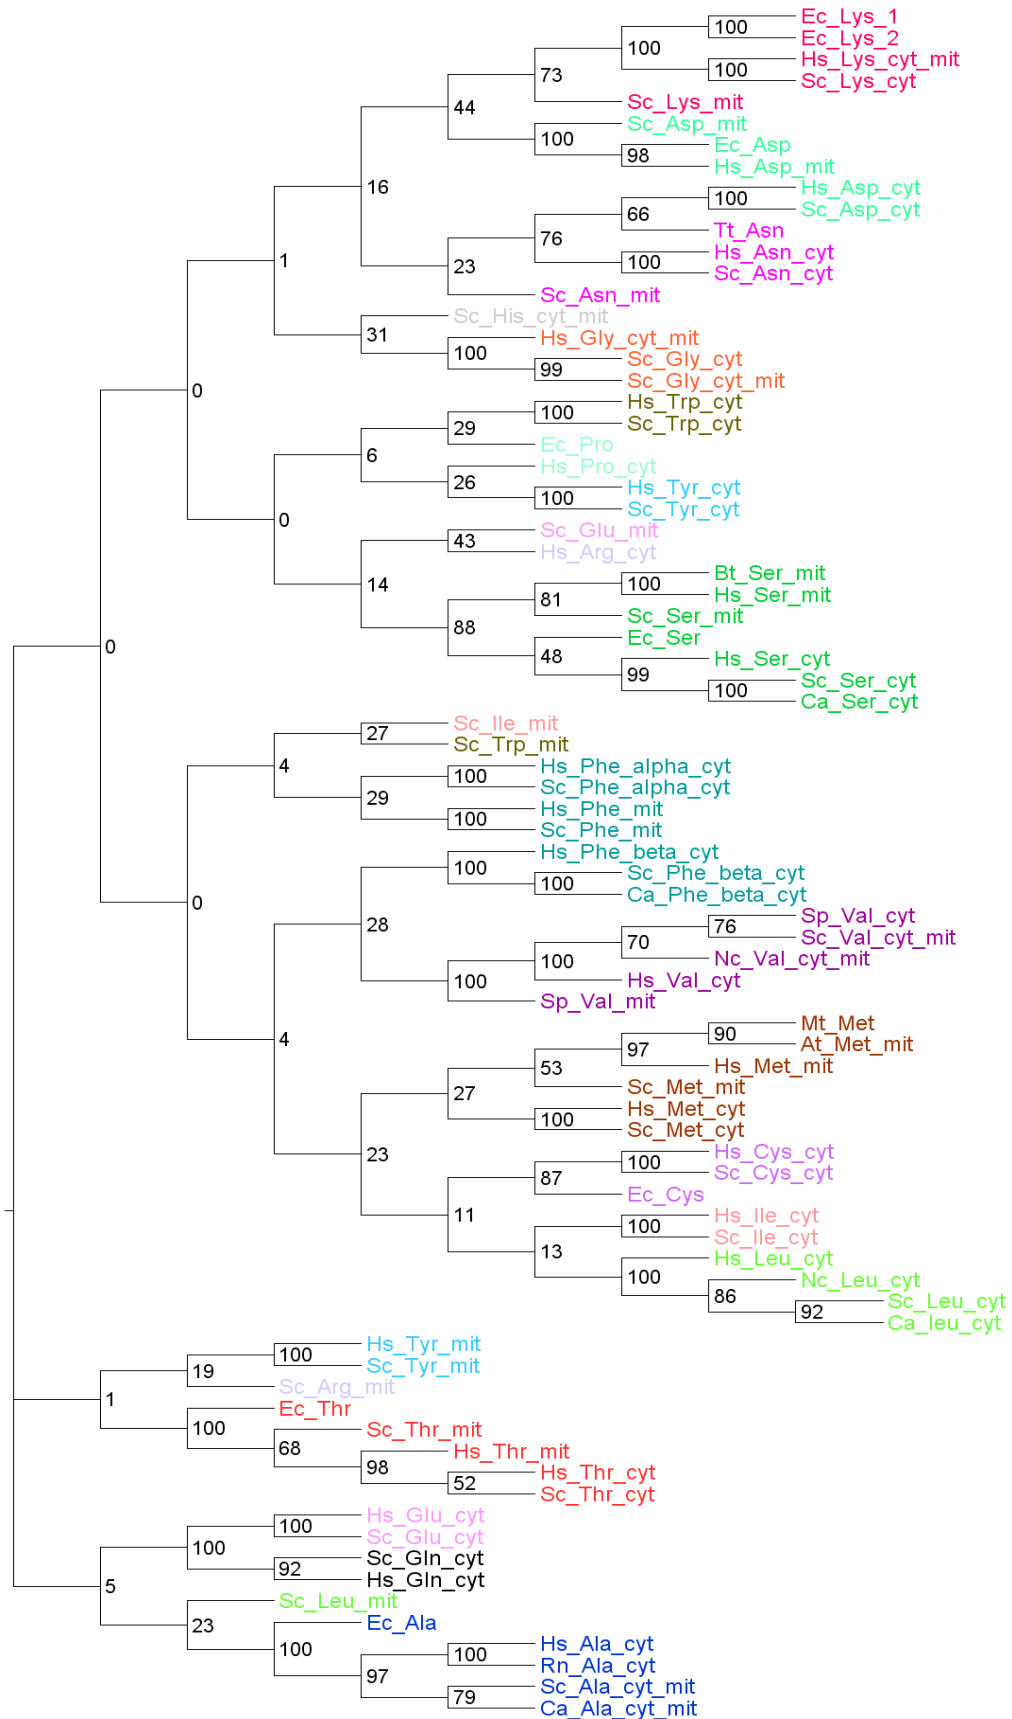 Ec_Lys_1
100
Ec_Lys_2
100
Hs_Lys_cyt_mit
100
73
Sc_Lys_cyt
Sc_Lys_mit
44
Sc_Asp_mit
100
Ec_Asp
98
Hs_Asp_mit
16
Hs_Asp_cyt
100
Sc_Asp_cyt
66
Tt_Asn
76
Hs_Asn_cyt
1
100
23
Sc_Asn_cyt
Sc_Asn_mit
Sc_His_cyt_mit
31
Hs_Gly_cyt_mit
100
Sc_Gly_cyt
99
Sc_Gly_cyt_mit
0
Hs_Trp_cyt
100
Sc_Trp_cyt
29
Ec_Pro
6
Hs_Pro_cyt
26
Hs_Tyr_cyt
100
Sc_Tyr_cyt
0
Sc_Glu_mit
43
Hs_Arg_cyt
Bt_Ser_mit
100
14
Hs_Ser_mit
81
Sc_Ser_mit
88
Ec_Ser
0
48
Hs_Ser_cyt
99
Sc_Ser_cyt
100
Ca_Ser_cyt
Sc_Ile_mit
27
Sc_Trp_mit
4
Hs_Phe_alpha_cyt
100
Sc_Phe_alpha_cyt
29
Hs_Phe_mit
100
Sc_Phe_mit
Hs_Phe_beta_cyt
100
Sc_Phe_beta_cyt
100
Ca_Phe_beta_cyt
0
Sp_Val_cyt
28
76
Sc_Val_cyt_mit
70
Nc_Val_cyt_mit
100
Hs_Val_cyt
100
Sp_Val_mit
Mt_Met
90
4
At_Met_mit
97
Hs_Met_mit
53
Sc_Met_mit
27
Hs_Met_cyt
100
Sc_Met_cyt
23
Hs_Cys_cyt
100
Sc_Cys_cyt
87
Ec_Cys
11
Hs_Ile_cyt
100
Sc_Ile_cyt
13
Hs_Leu_cyt
100
Nc_Leu_cyt
86
Sc_Leu_cyt
92
Ca_leu_cyt
Hs_Tyr_mit
100
Sc_Tyr_mit
19
Sc_Arg_mit
1
Ec_Thr
100
Sc_Thr_mit
68
Hs_Thr_mit
98
Hs_Thr_cyt
52
Sc_Thr_cyt
Hs_Glu_cyt
100
Sc_Glu_cyt
100
Sc_Gln_cyt
92
Hs_Gln_cyt
5
Sc_Leu_mit
23
Ec_Ala
100
Hs_Ala_cyt
100
Rn_Ala_cyt
97
Sc_Ala_cyt_mit
79
Ca_Ala_cyt_mit